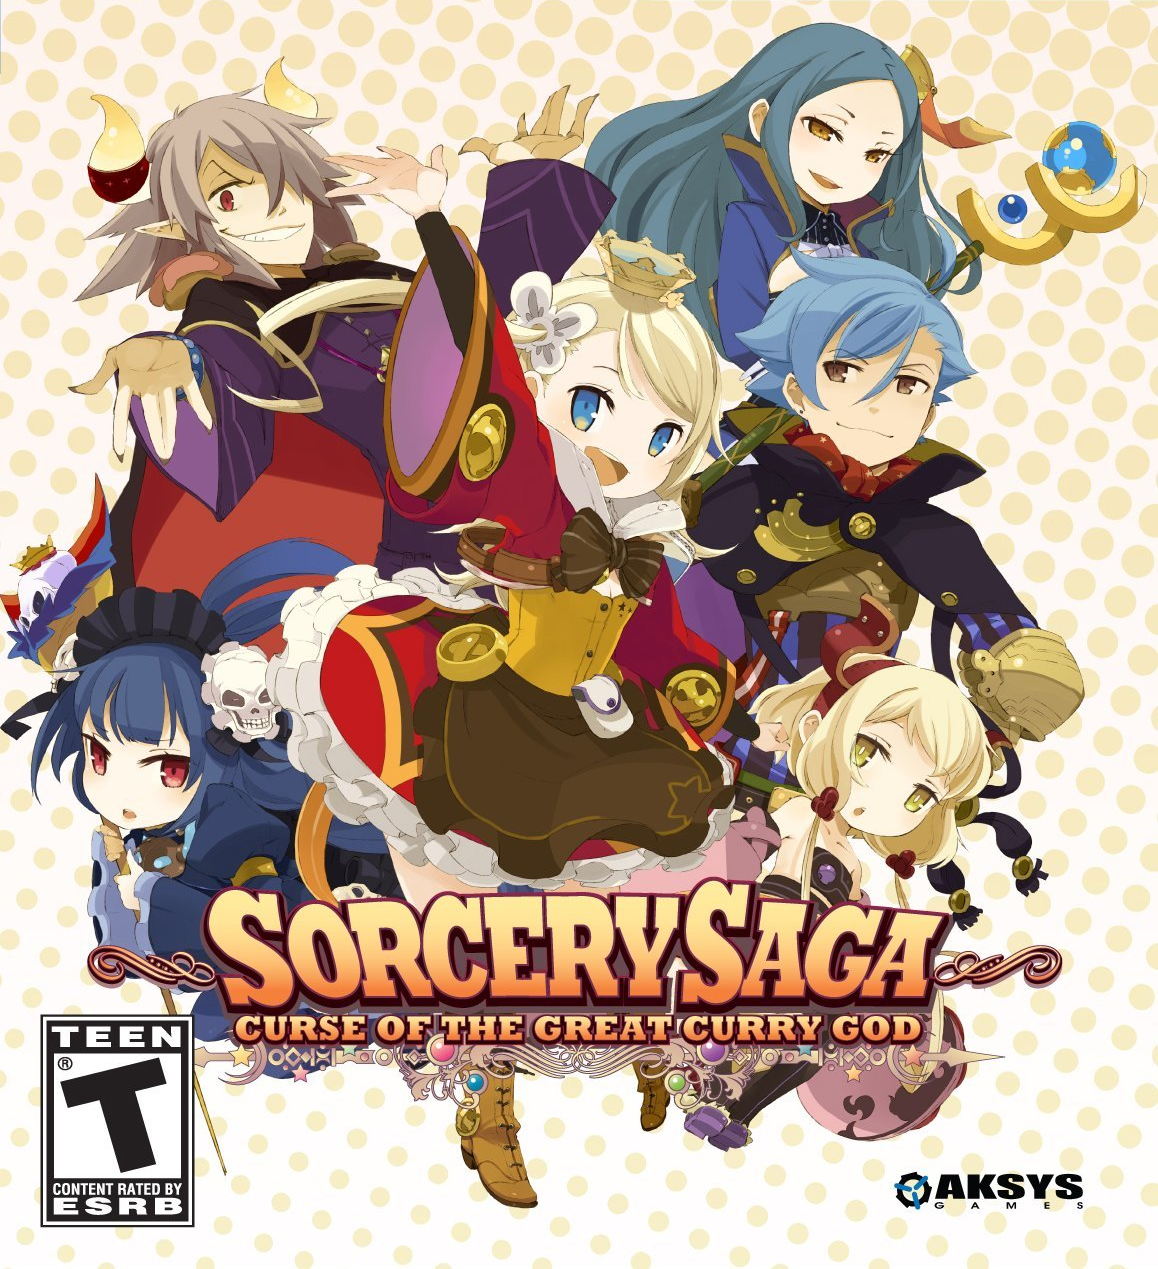 SORCERY SAGA
CURSE OF THE GREAT CURRY GOD
TEEN
®
T
CONTENT RATED BY
ESRB
AKSYS
GAMES